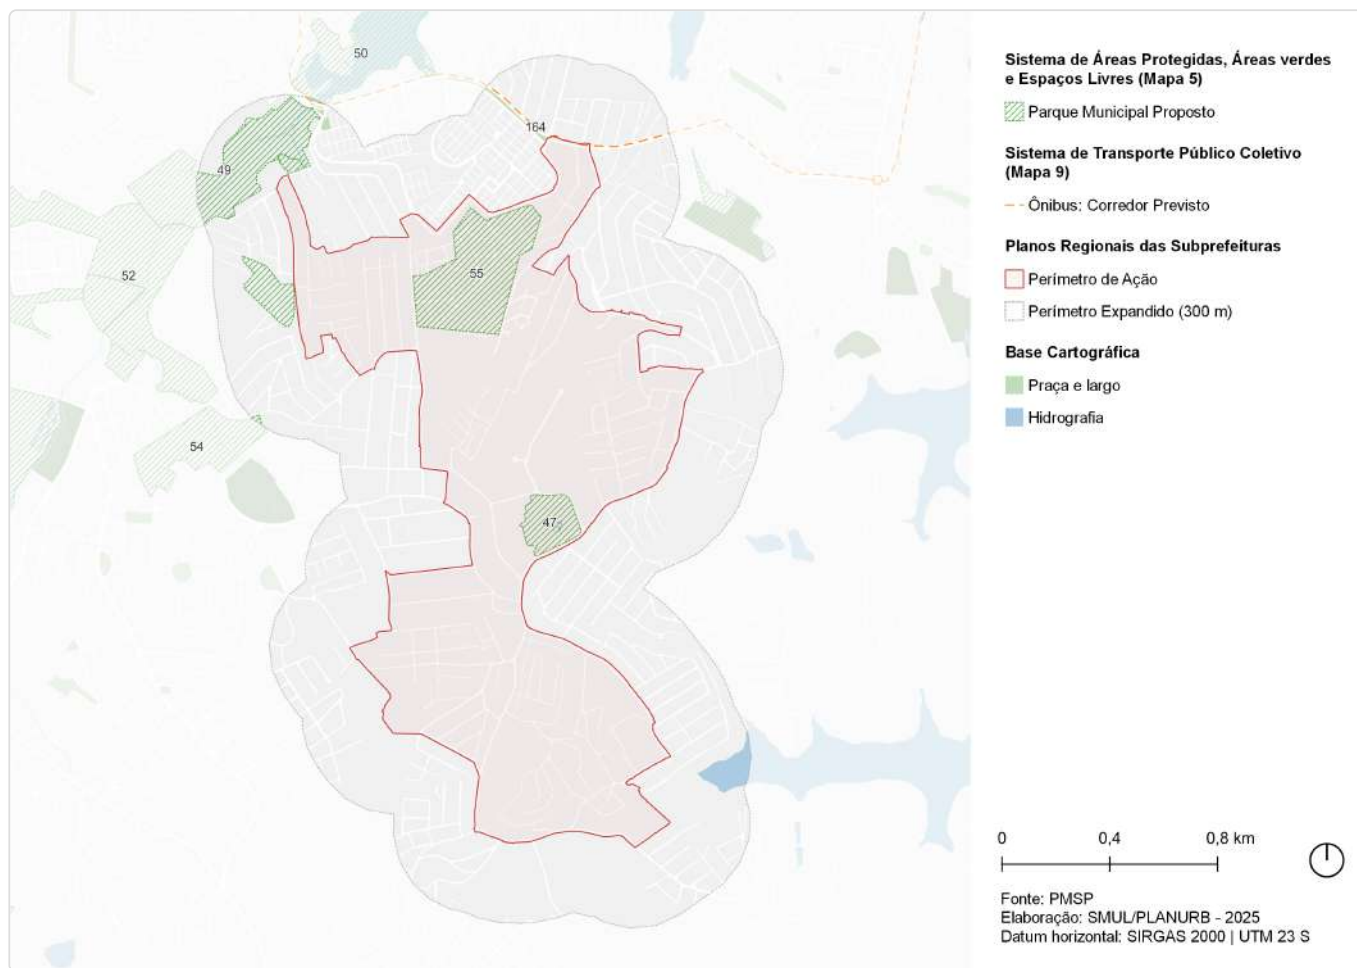 50
164
49
55
52
54
47
Sistema de Áreas Protegidas, Áreas verdes
e Espaços Livres (Mapa 5)
Parque Municipal Proposto
Sistema de Transporte Público Coletivo
(Mapa 9)
Ônibus: Corredor Previsto
Planos Regionais das Subprefeituras
Perímetro de Ação
Perímetro Expandido (300 m)
Base Cartográfica
Praça e largo
Hidrografia
0 0,4 0,8 km
Fonte: PMSP
Elaboração: SMUL/PLANURB - 2025
Datum horizontal: SIRGAS 2000 | UTM 23 S